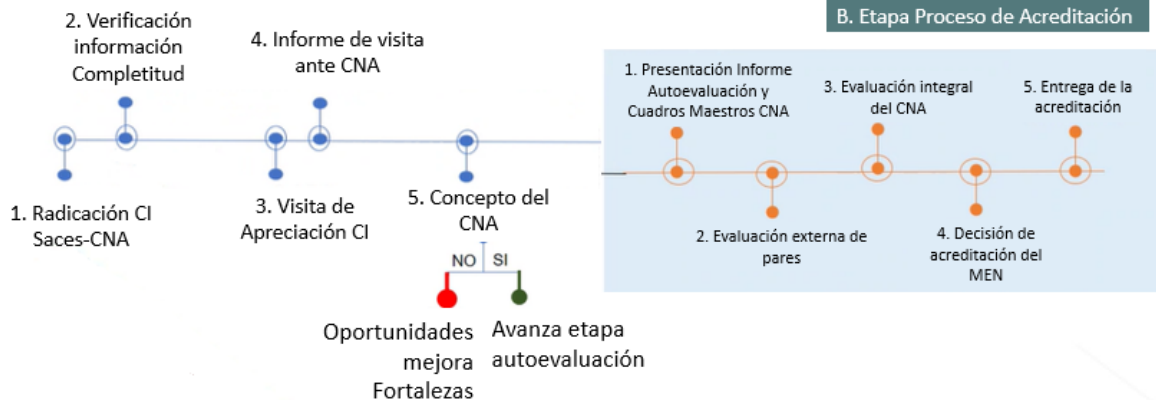 B. Etapa Proceso de Acreditación
2. Verificación
información
Completitud
4. Informe de visita
ante CNA
1. Radicación CI
Saces-CNA
3. Visita de
Apreciación CI
5. Concepto del
CNA
NO
SI
Oportunidades
mejora
Fortalezas
Avanza etapa
autoevaluación
1. Presentación Informe
Autoevaluación y
Cuadros Maestros CNA
3. Evaluación integral
del CNA
5. Entrega de la
acreditación
2. Evaluación externa de
pares
4. Decisión de
acreditación del
MEN